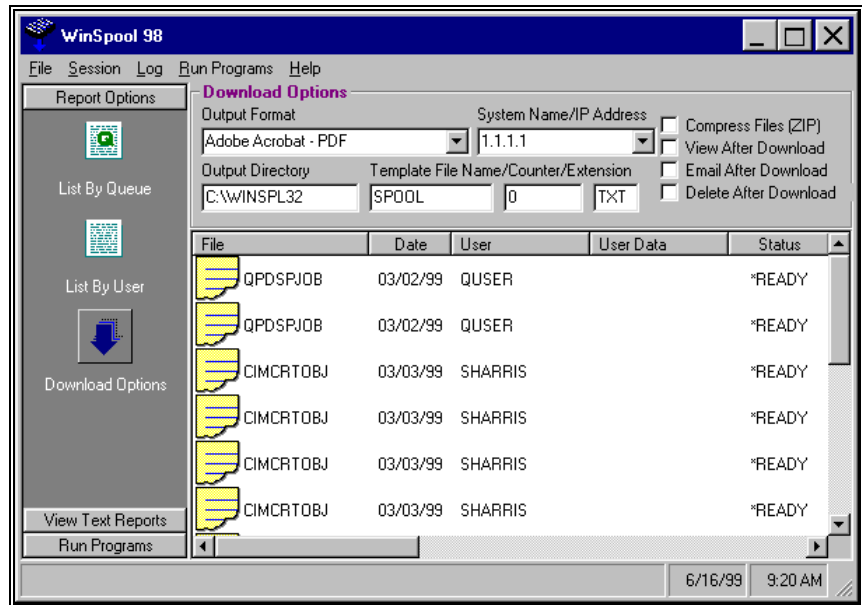 WinSpool 98
File Session Log Run Programs Help
Report Options
List By Queue
List By User
Download Options
View Text Reports
Run Programs
Download Options
Output Format
System Name/IP Address
Adobe Acrobat - PDF
1.1.1.1
Output Directory
Template File Name/Counter/Extension
C:\WINSPL32
SPOOL
0
TXT
Compress Files (ZIP)
View After Download
Email After Download
Delete After Download
File Date User User Data Status
QPDSPJOB 03/02/99 QUSER *READY
QPDSPJOB 03/02/99 QUSER *READY
CIMCRTOBJ 03/03/99 SHARRIS *READY
CIMCRTOBJ 03/03/99 SHARRIS *READY
CIMCRTOBJ 03/03/99 SHARRIS *READY
CIMCRTOBJ 03/03/99 SHARRIS *READY
6/16/99 9:20 AM